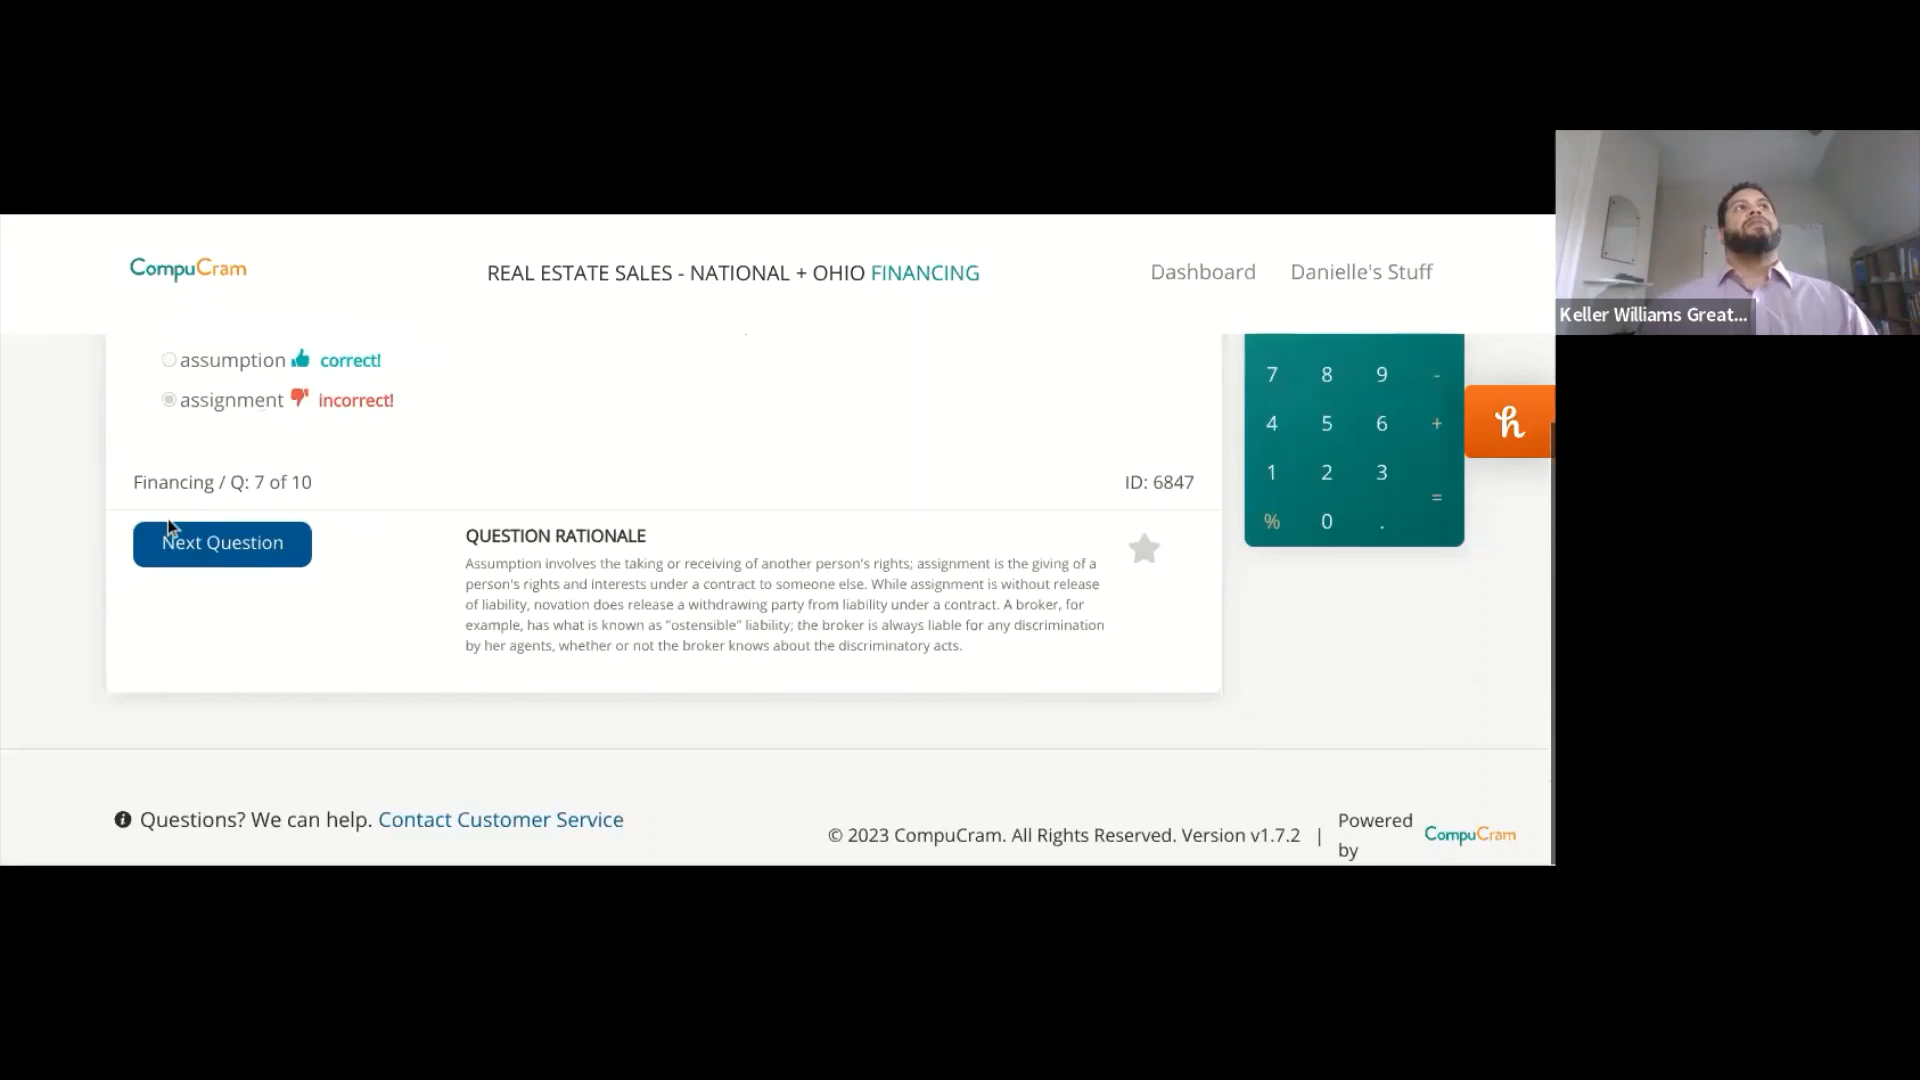 CompuCram
REAL ESTATE SALES - NATIONAL + OHIO FINANCING
Dashboard
Danielle's Stuff
Keller Williams Great...
assumption correct!
assignment incorrect!
7 8 9 -
4 5 6 +
1 2 3
=
% 0 .
h
Financing / Q: 7 of 10
ID: 6847
Next Question
QUESTION RATIONALE
Assumption involves the taking or receiving of another person's rights; assignment is the giving of a
person's rights and interests under a contract to someone else. While assignment is without release
of liability, novation does release a withdrawing party from liability under a contract. A broker, for
example, has what is known as "ostensible" liability; the broker is always liable for any discrimination
by her agents, whether or not the broker knows about the discriminatory acts.
Questions? We can help. Contact Customer Service
© 2023 CompuCram. All Rights Reserved. Version v1.7.2 |
Powered
by
CompuCram